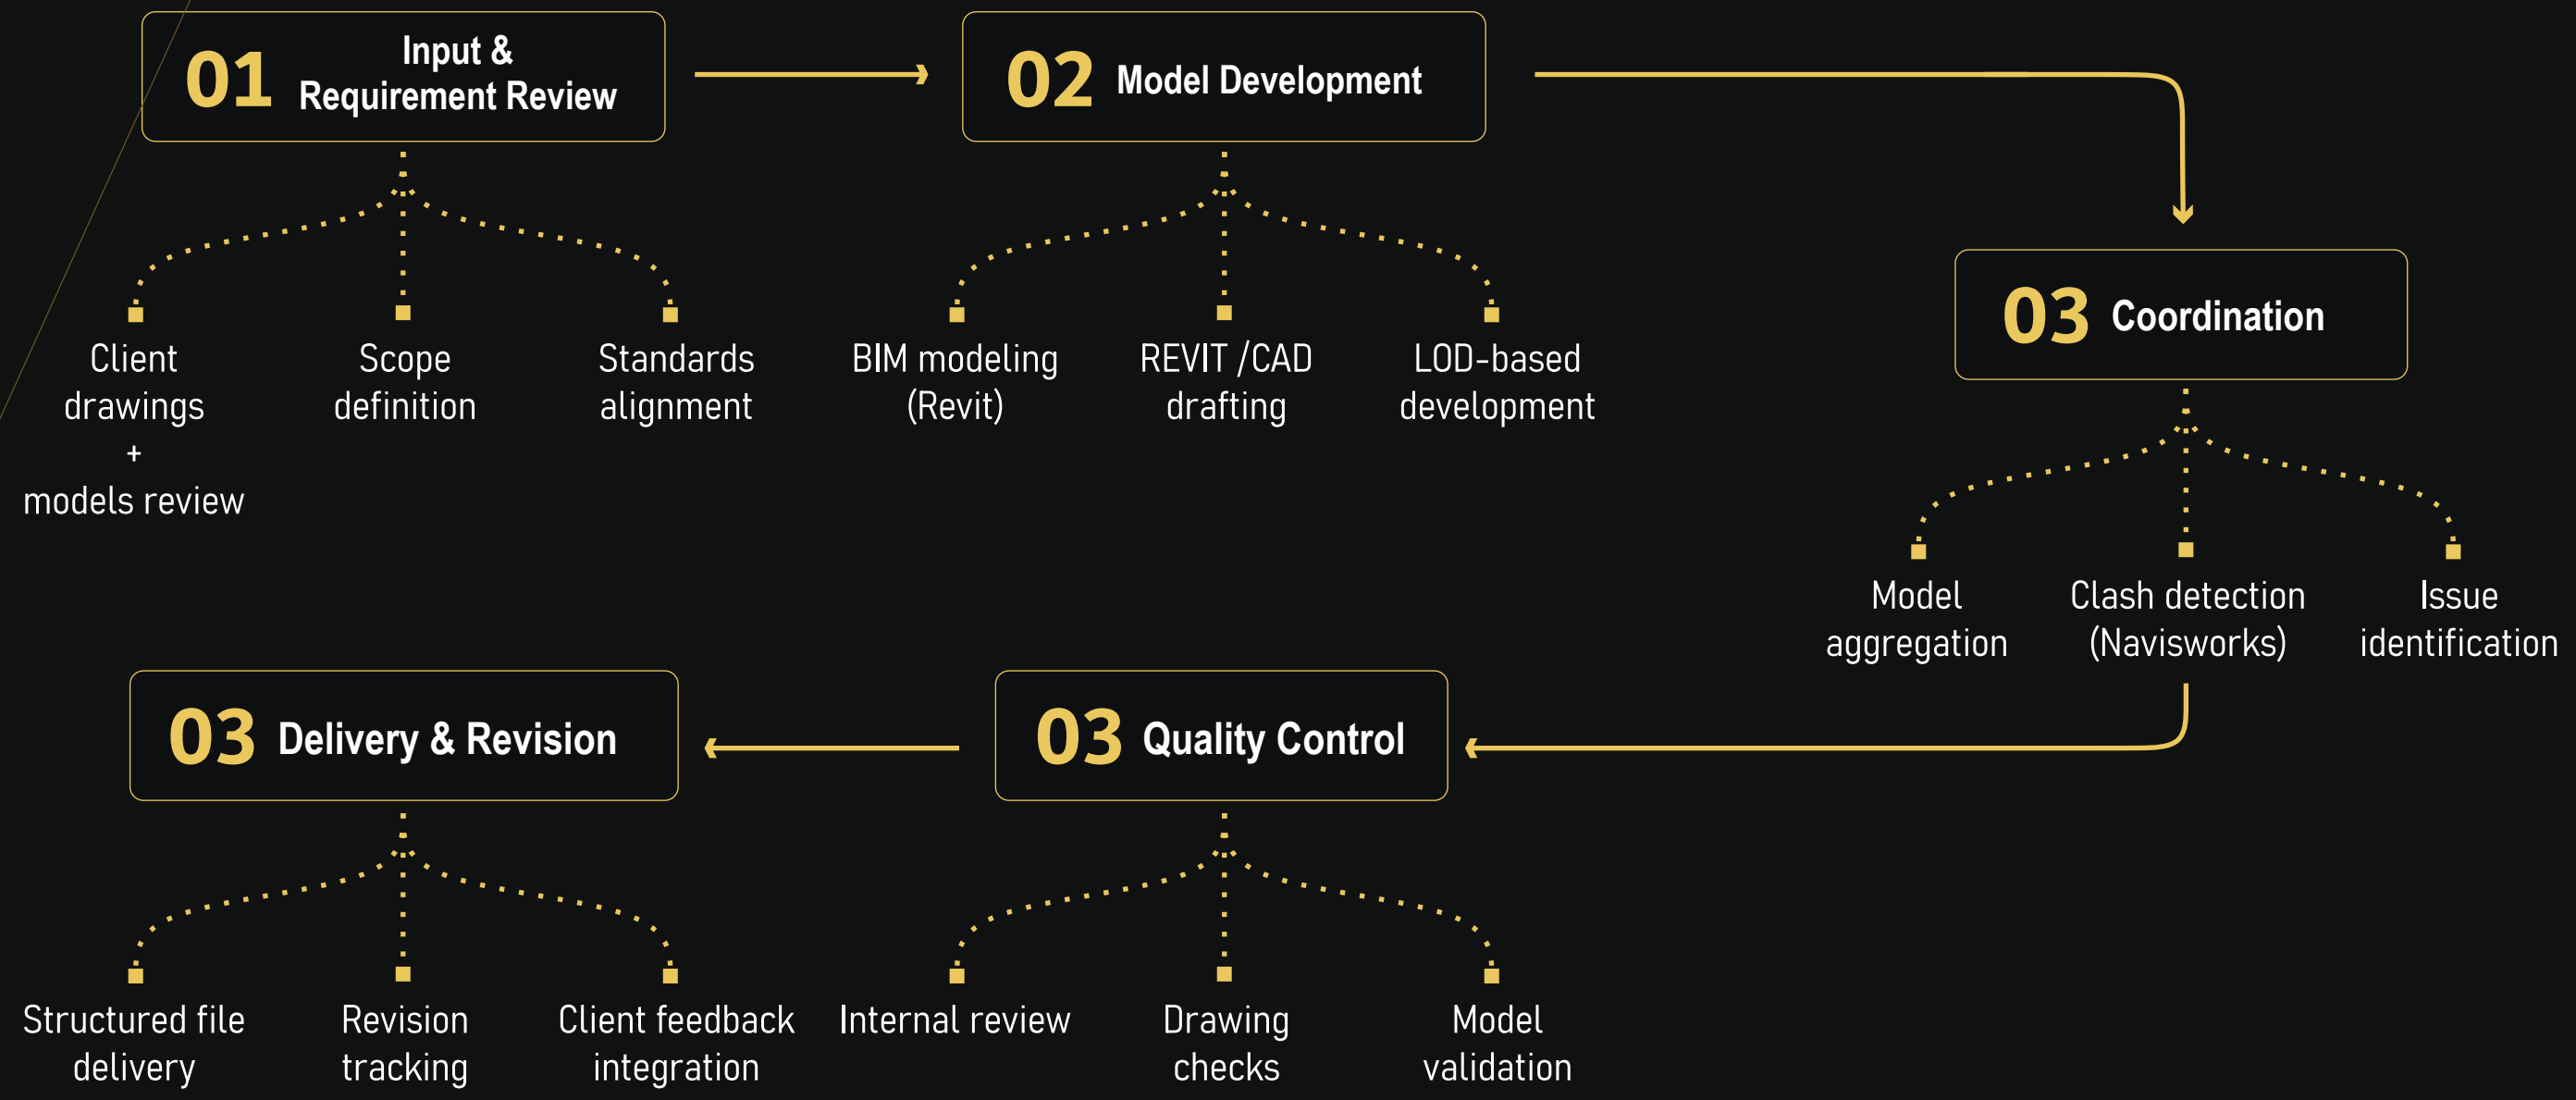 01
Input &
Requirement Review
02
Model Development
Client
drawings
+
models review
Scope
definition
Standards
alignment
BIM modeling
(Revit)
REVIT /CAD
drafting
LOD-based
development
03
Coordination
Model
aggregation
Clash detection
(Navisworks)
Issue
identification
03
Quality Control
Internal review
Drawing
checks
Model
validation
03
Delivery & Revision
Structured file
delivery
Revision
tracking
Client feedback
integration